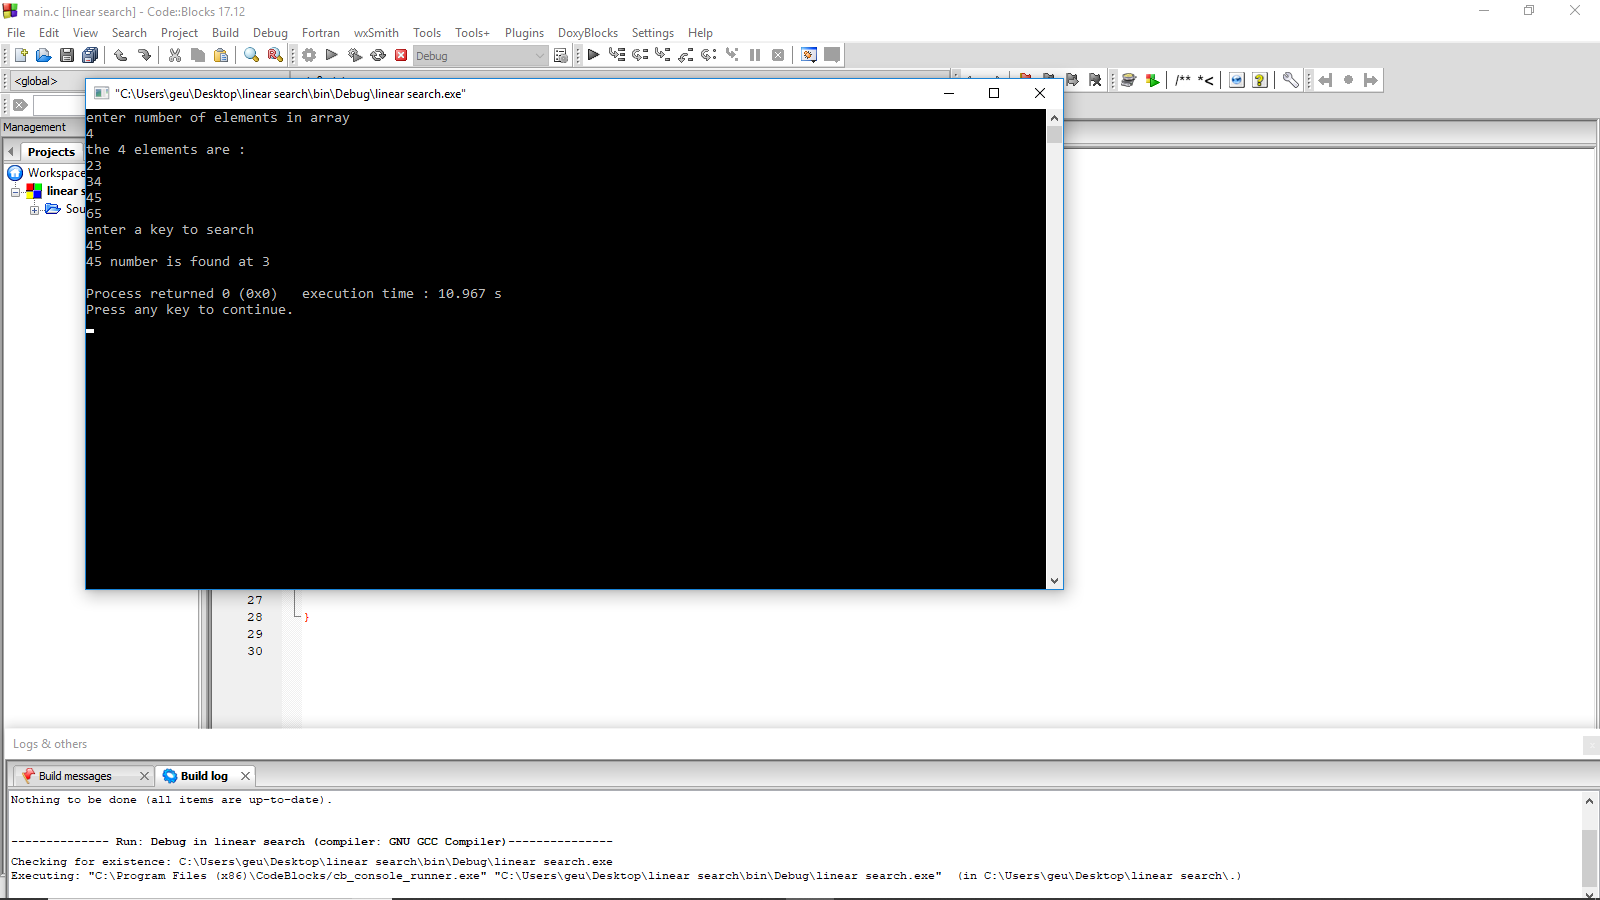 main.c [linear search] - Code::Blocks 17.12
File Edit View Search Project Build Debug Fortran wxSmith Tools Tools+ Plugins DoxyBlocks Settings Help
Debug
<global>
/** *<
"C:\Users\geu\Desktop\linear search\bin\Debug\linear search.exe"
Management
Projects
Workspace
linear s
Sou
enter number of elements in array
4
the 4 elements are :
23
34
45
65
enter a key to search
45
45 number is found at 3
Process returned 0 (0x0)   execution time : 10.967 s
Press any key to continue.
27
28 }
29
30
Logs & others
Build messages Build log
Nothing to be done (all items are up-to-date).
-------------- Run: Debug in linear search (compiler: GNU GCC Compiler)---------------
Checking for existence: C:\Users\geu\Desktop\linear search\bin\Debug\linear search.exe
Executing: "C:\Program Files (x86)\CodeBlocks/cb_console_runner.exe" "C:\Users\geu\Desktop\linear search\bin\Debug\linear search.exe"  (in C:\Users\geu\Desktop\linear search\.)